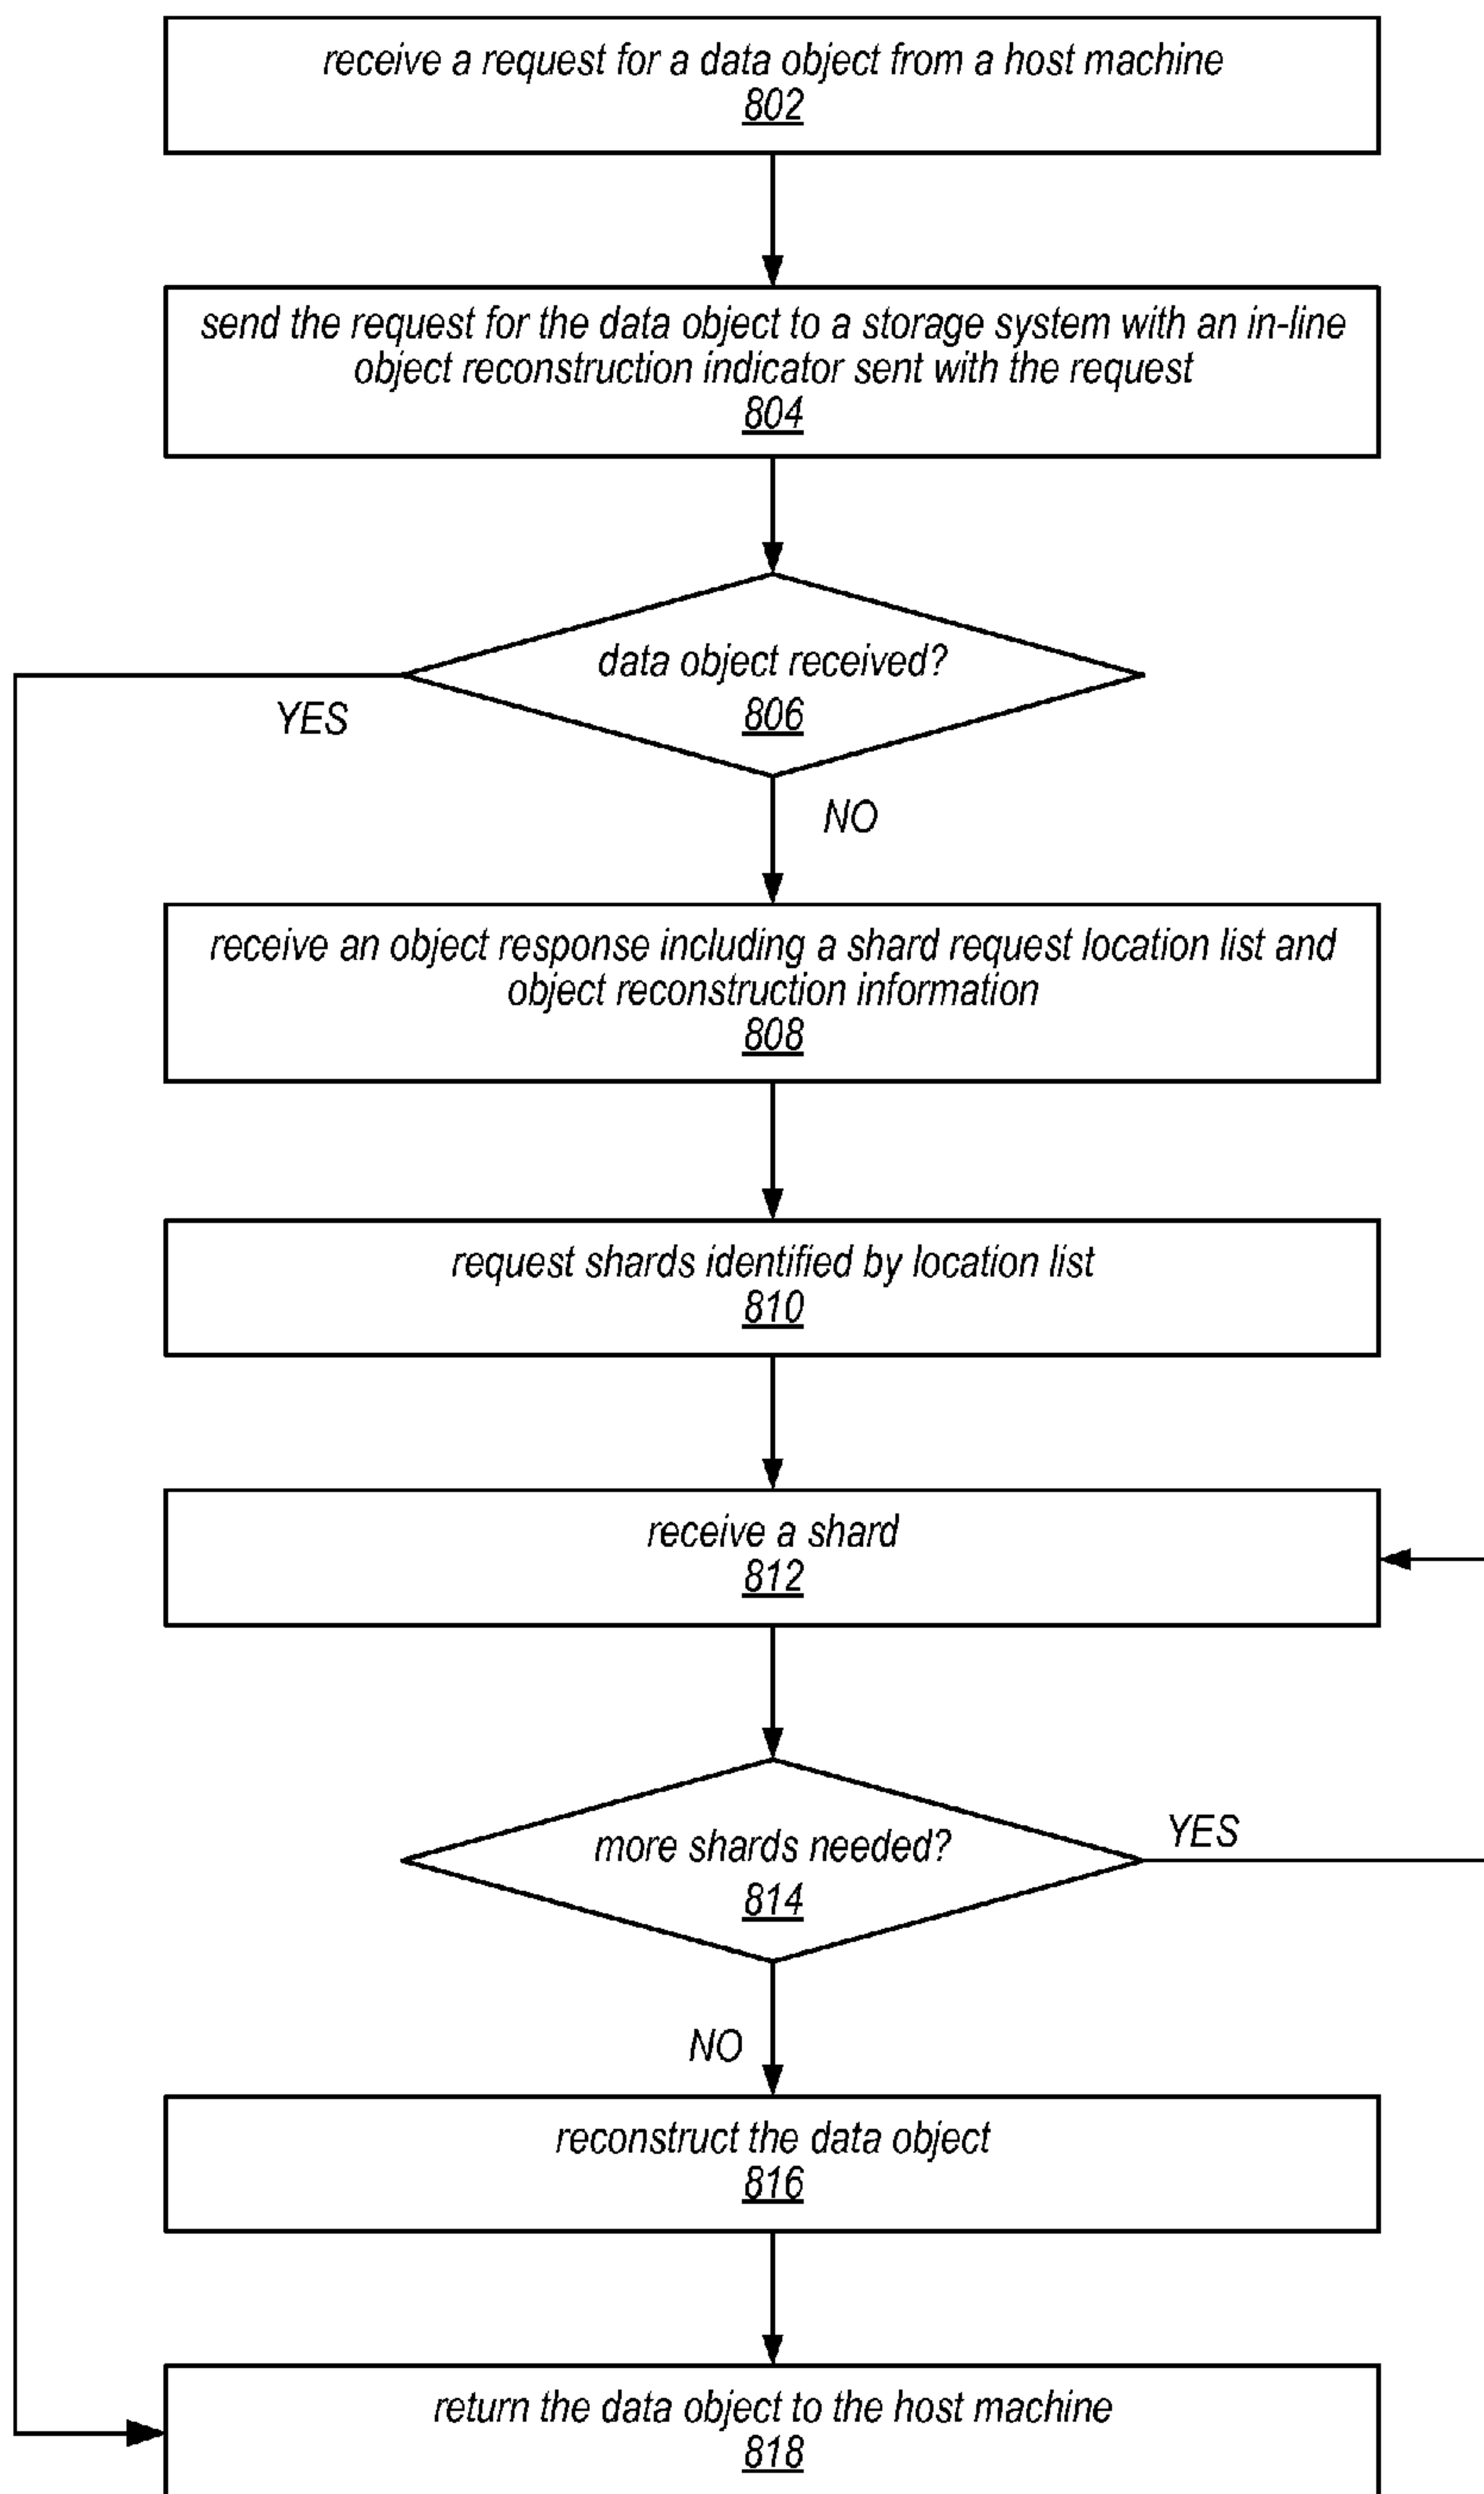 receive a request for a data object from a host machine
802
send the request for the data object to a storage system with an in-line
object reconstruction indicator sent with the request
804
data object received?
806
YES
NO
receive an object response including a shard request location list and
object reconstruction information
808
request shards identified by location list
810
receive a shard
812
more shards needed?
814
YES
NO
reconstruct the data object
816
return the data object to the host machine
818